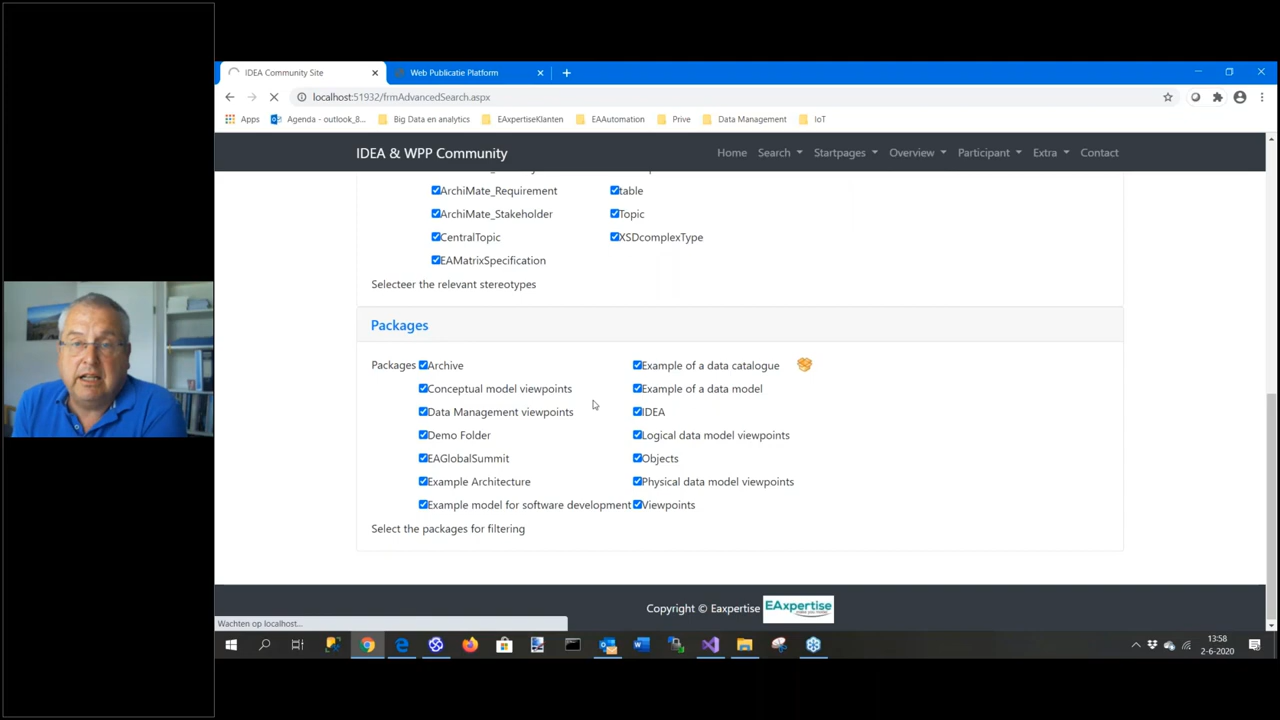 IDEA Community Site
Web Publicatie Platform
localhost:51932/frmAdvancedSearch.aspx
Apps
Agenda - outlook_8...
Big Data en analytics
EAxpertiseKlanten
EAAutomation
Prive
Data Management
IoT
IDEA & WPP Community
Home
Search
Startpages
Overview
Participant
Extra
Contact
ArchiMate_Requirement
table
ArchiMate_Stakeholder
Topic
CentralTopic
XSDcomplexType
EAMatrixSpecification
Selecteer the relevant stereotypes
Packages
Packages
Archive
Example of a data catalogue
Conceptual model viewpoints
Example of a data model
Data Management viewpoints
IDEA
Demo Folder
Logical data model viewpoints
EAGlobalSummit
Objects
Example Architecture
Physical data model viewpoints
Example model for software development
Viewpoints
Select the packages for filtering
Copyright © Eaxpertise
EAxpertise
Wachten op localhost...
13:58
2-6-2020